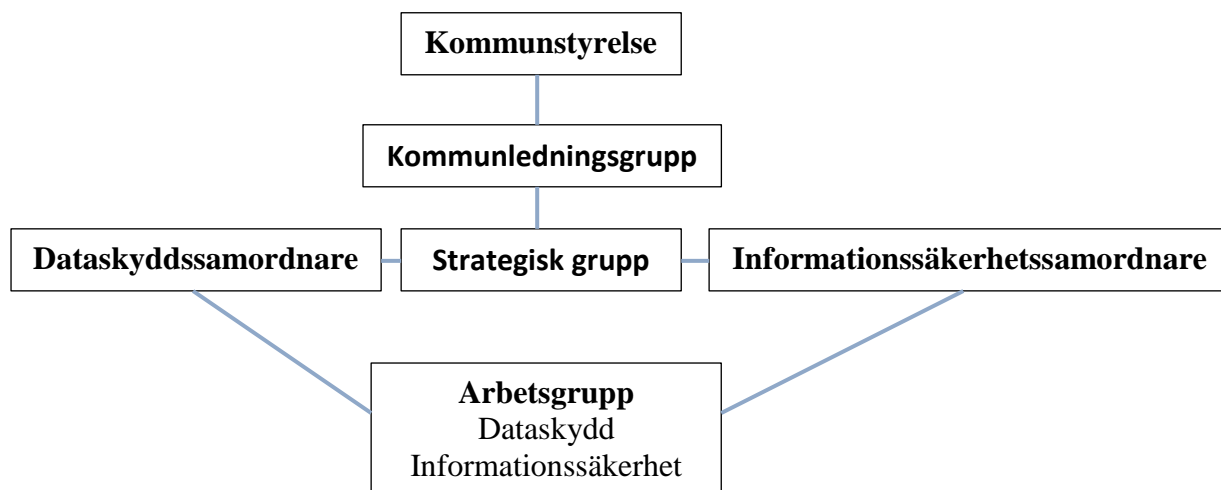 Kommunstyrelse
Kommunledningsgrupp
Dataskyddssamordnare
Strategisk grupp
Informationssäkerhetssamordnare
Arbetsgrupp
Dataskydd
Informationssäkerhet